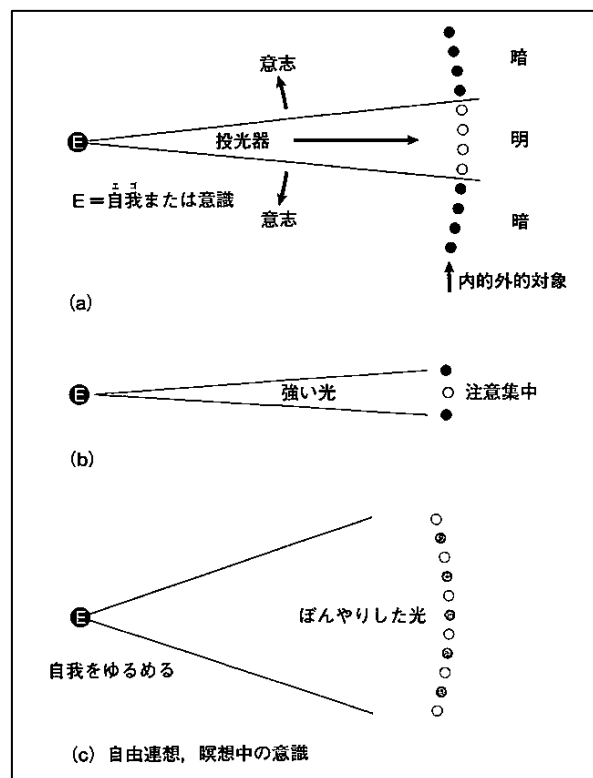 暗
意志
E
投光器
明
エゴ
E＝自我または意識
意志
暗
内的外的対象
(a)
E
強い光
注意集中
(b)
E
ぼんやりした光
自我をゆるめる
(c) 自由連想，瞑想中の意識